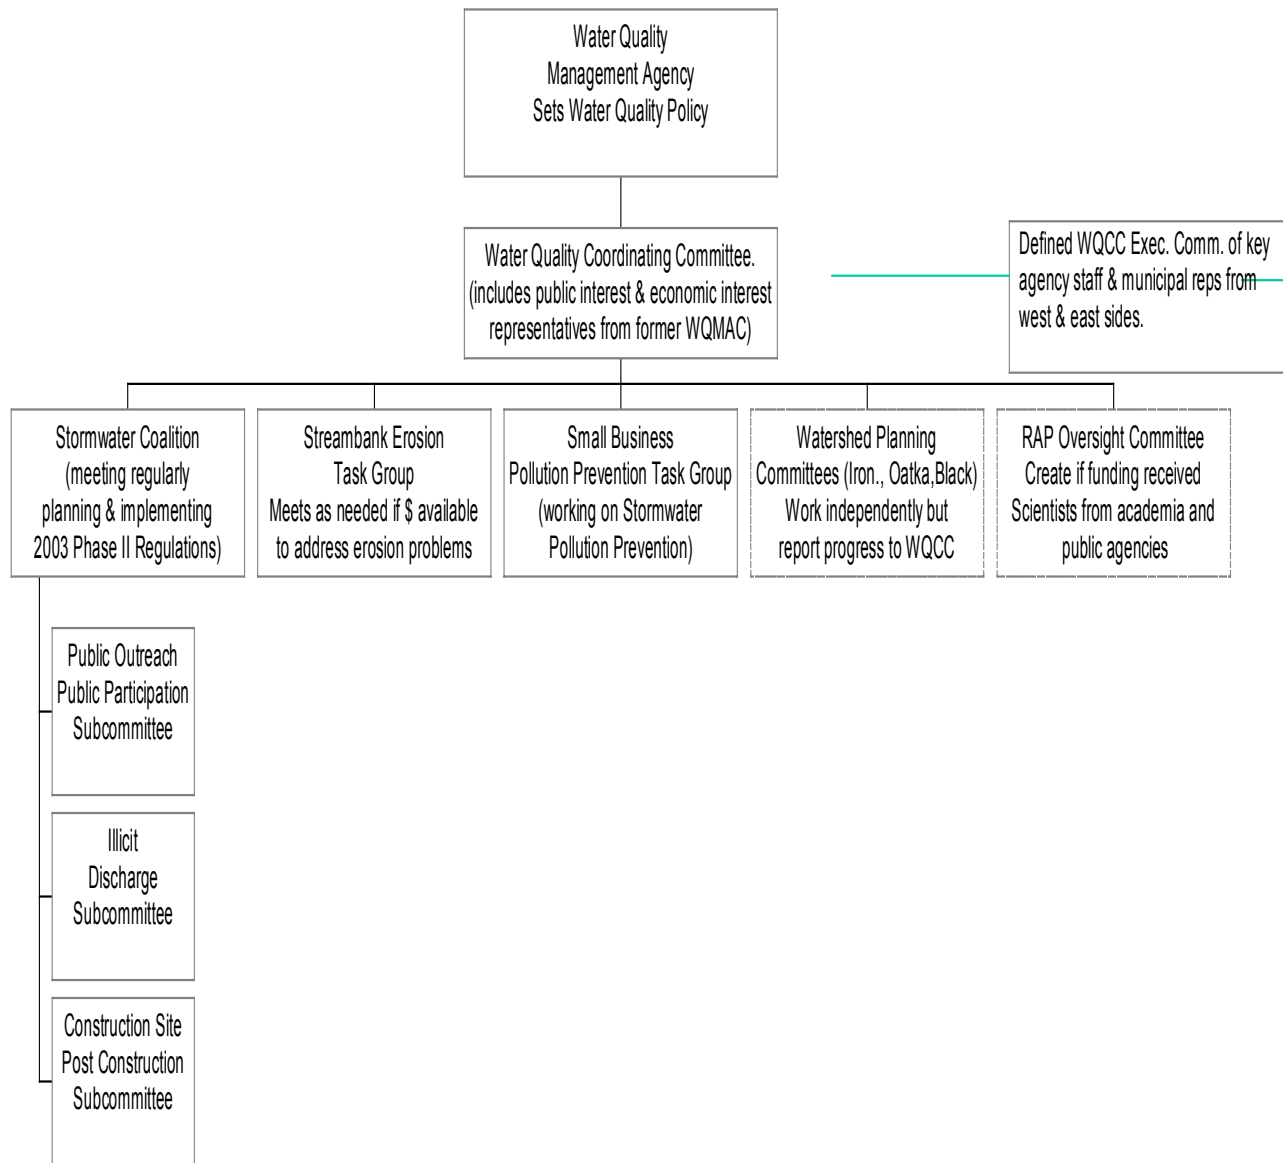 Water Quality
Management Agency
Sets Water Quality Policy
Water Quality Coordinating Committee.
(includes public interest & economic interest
representatives from former WQMAC)
Defined WQCC Exec. Comm. of key
agency staff & municipal reps from
west & east sides.
Stormwater Coalition
(meeting regularly
planning & implementing
2003 Phase II Regulations)
Streambank Erosion
Task Group
Meets as needed if $ available
to address erosion problems
Small Business
Pollution Prevention Task Group
(working on Stormwater
Pollution Prevention)
Watershed Planning
Committees (Iron., Oatka,Black)
Work independently but
report progress to WQCC
RAP Oversight Committee
Create if funding received
Scientists from academia and
public agencies
Public Outreach
Public Participation
Subcommittee
Illicit
Discharge
Subcommittee
Construction Site
Post Construction
Subcommittee